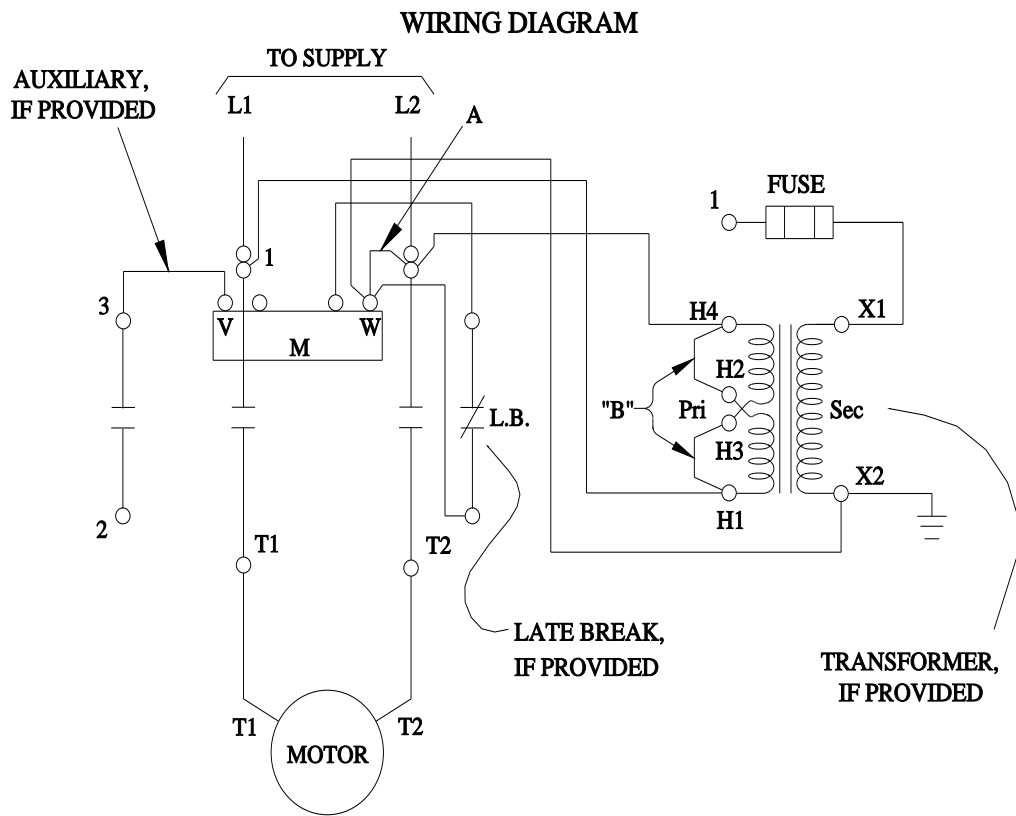 WIRING DIAGRAM
TO SUPPLY
AUXILIARY,
IF PROVIDED
L1
L2
A
FUSE
1
1
3
V
W
M
H4
X1
H2
"B"
Pri
Sec
L.B.
H3
X2
H1
2
T1
T2
LATE BREAK,
IF PROVIDED
TRANSFORMER,
IF PROVIDED
T1
T2
MOTOR